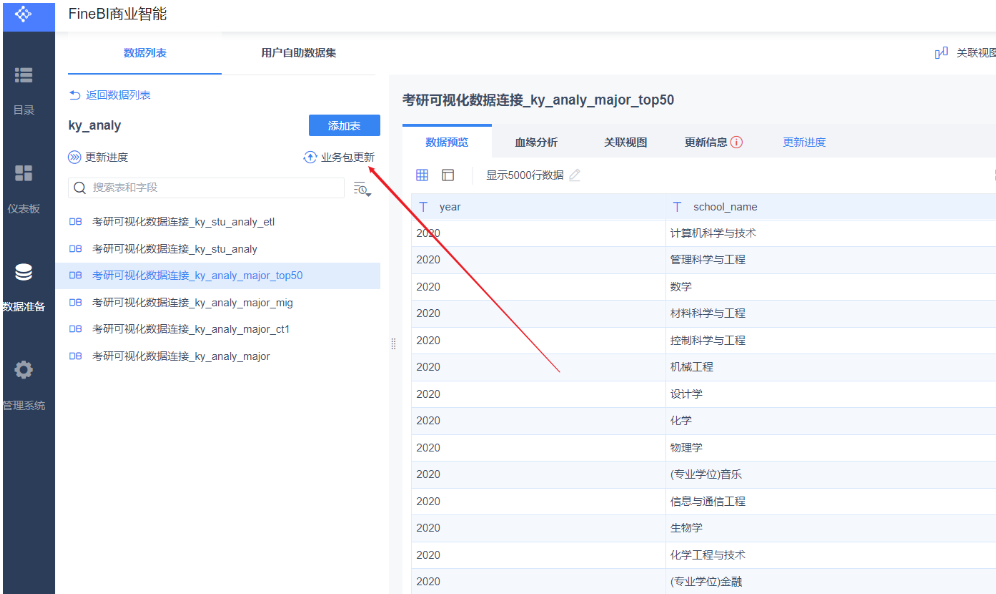 FineBI商业智能
数据列表 用户自助数据集 关联视图
目录
仪表板
数据准备
管理系统
返回数据列表
ky_analy 添加表
更新进度 业务包更新
搜索表和字段
DB 考研可视化数据连接_ky_stu_analy_etl
DB 考研可视化数据连接_ky_stu_analy
DB 考研可视化数据连接_ky_analy_major_top50
DB 考研可视化数据连接_ky_analy_major_mig
DB 考研可视化数据连接_ky_analy_major_ct1
DB 考研可视化数据连接_ky_analy_major
考研可视化数据连接_ky_analy_major_top50
数据预览 血缘分析 关联视图 更新信息 更新进度
显示5000行数据
T year T school_name
2020 计算机科学与技术
2020 管理科学与工程
2020 数学
2020 材料科学与工程
2020 控制科学与工程
2020 机械工程
2020 设计学
2020 化学
2020 物理学
2020 (专业学位)音乐
2020 信息与通信工程
2020 生物学
2020 化学工程与技术
2020 (专业学位)金融